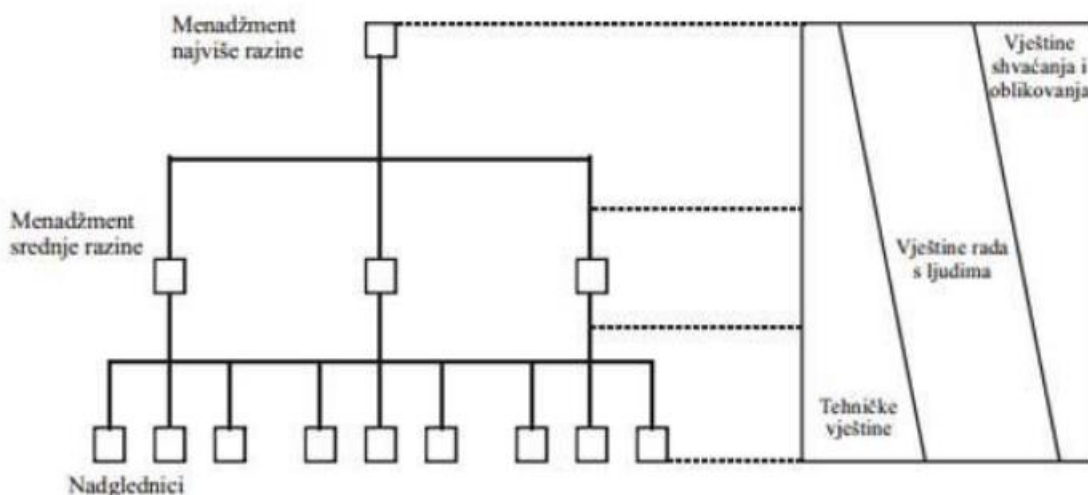 Menadžment
najviše razine
Vještine
shvaćanja i
oblikovanja
Menadžment
srednje razine
Vještine rada
s ljudima
Tehničke
vještine
Nadglednici